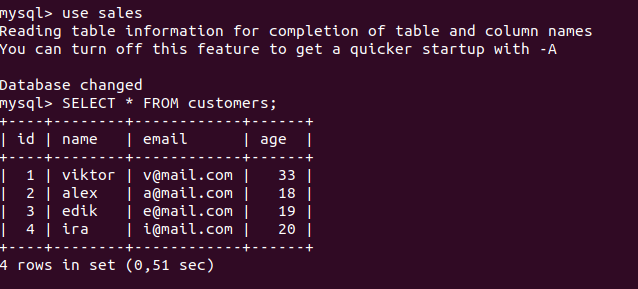 mysql> use sales
Reading table information for completion of table and column names
You can turn off this feature to get a quicker startup with -A

Database changed
mysql> SELECT * FROM customers;
+----+--------+------------+------+
| id | name   | email      | age  |
+----+--------+------------+------+
|  1 | viktor | v@mail.com |   33 |
|  2 | alex   | a@mail.com |   18 |
|  3 | edik   | e@mail.com |   19 |
|  4 | ira    | i@mail.com |   20 |
+----+--------+------------+------+
4 rows in set (0,51 sec)